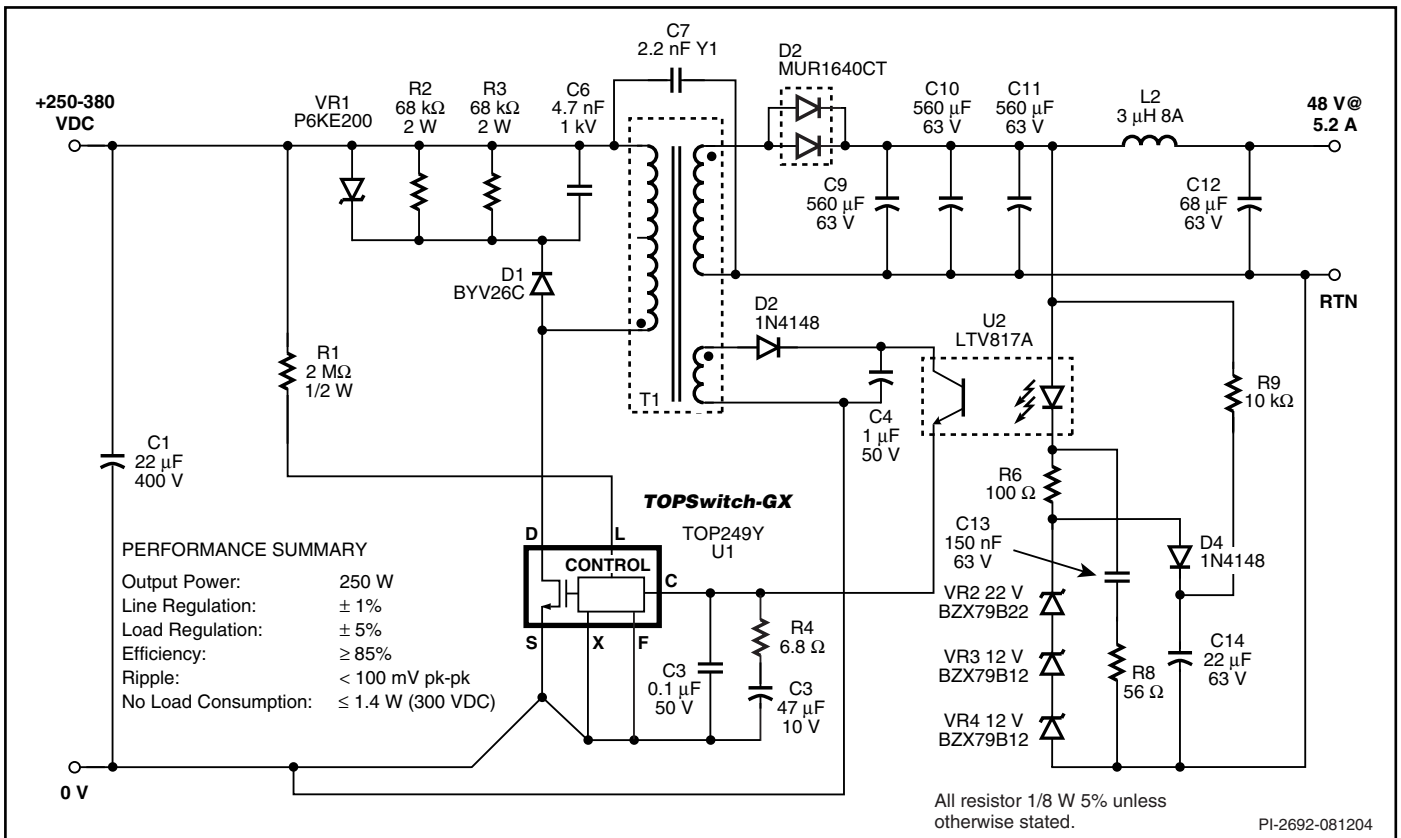 C7
2.2 nF Y1
D2
MUR1640CT
+250-380
VDC
VR1
P6KE200
R2
68 kΩ
2 W
R3
68 kΩ
2 W
C6
4.7 nF
1 kV
C10
560 µF
63 V
C11
560 µF
63 V
L2
3 µH 8A
48 V@
5.2 A
C9
560 µF
63 V
C12
68 µF
63 V
D1
BYV26C
RTN
D2
1N4148
U2
LTV817A
R1
2 MΩ
1/2 W
T1
R9
10 kΩ
C4
1 µF
50 V
C1
22 µF
400 V
R6
100 Ω
TOPSwitch-GX
TOP249Y
U1
D
L
CONTROL
C
S
X
F
C13
150 nF
63 V
D4
1N4148
VR2 22 V
BZX79B22
R4
6.8 Ω
C3
0.1 µF
50 V
C3
47 µF
10 V
VR3 12 V
BZX79B12
R8
56 Ω
C14
22 µF
63 V
VR4 12 V
BZX79B12
PERFORMANCE SUMMARY
Output Power: 250 W
Line Regulation: ± 1%
Load Regulation: ± 5%
Efficiency: ≥ 85%
Ripple: < 100 mV pk-pk
No Load Consumption: ≤ 1.4 W (300 VDC)
0 V
All resistor 1/8 W 5% unless
otherwise stated.
PI-2692-081204